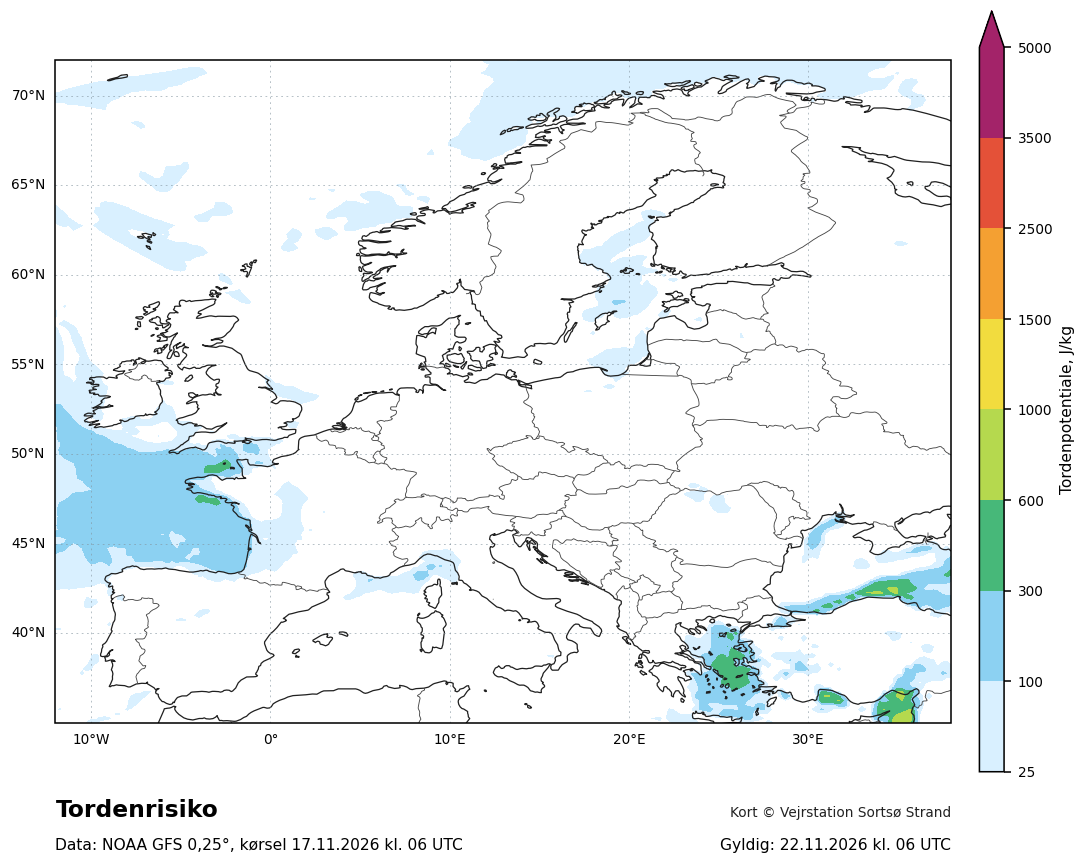 5000
3500
2500
1500
1000
600
300
100
25
Tordenpotentiale, J/kg
70°N
65°N
60°N
55°N
50°N
45°N
40°N
10°W
0°
10°E
20°E
30°E
Tordenrisiko
Kort © Vejrstation Sortsø Strand
Data: NOAA GFS 0,25°, kørsel 17.11.2026 kl. 06 UTC
Gyldig: 22.11.2026 kl. 06 UTC